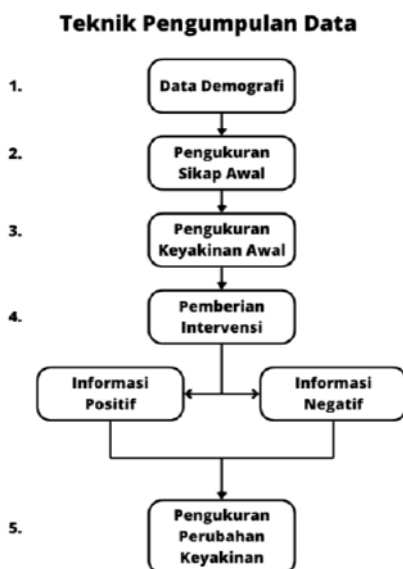 Teknik Pengumpulan Data
1.
Data Demografi
2.
Pengukuran
Sikap Awal
3.
Pengukuran
Keyakinan Awal
4.
Pemberian
Intervensi
Informasi
Positif
Informasi
Negatif
5.
Pengukuran
Perubahan
Keyakinan